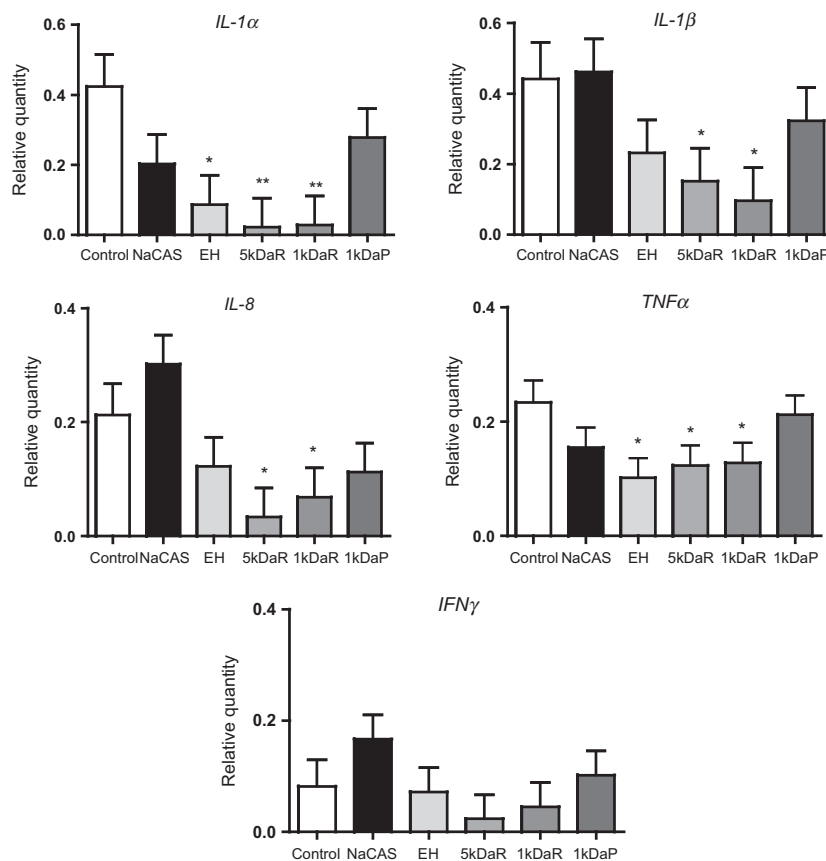 IL-1α
Relative quantity
0.6
0.4
0.2
0.0
*
**
**
Control NaCAS EH 5kDaR 1kDaR 1kDaP
IL-1β
Relative quantity
0.6
0.4
0.2
0.0
*
*
Control NaCAS EH 5kDaR 1kDaR 1kDaP
IL-8
Relative quantity
0.4
0.2
0.0
*
*
Control NaCAS EH 5kDaR 1kDaR 1kDaP
TNFα
Relative quantity
0.4
0.2
0.0
*
*
*
Control NaCAS EH 5kDaR 1kDaR 1kDaP
IFNγ
Relative quantity
0.4
0.2
0.0
Control NaCAS EH 5kDaR 1kDaR 1kDaP